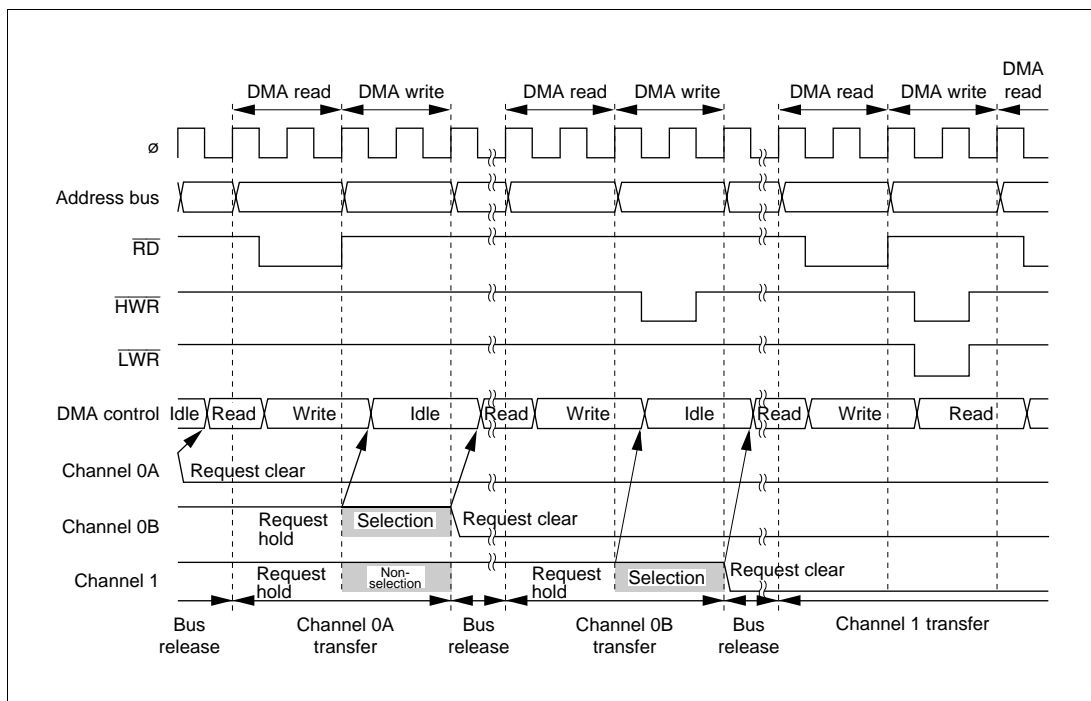 DMA
read
DMA read DMA write DMA read DMA write DMA read DMA write
ø
Address bus
RD
HWR
LWR
DMA control Idle Read Write Idle Read Write Idle Read Write Read
Channel 0A Request clear
Channel 0B Request hold Selection Request clear
Channel 1 Request hold Non-selection Request hold Selection Request clear
Bus release Channel 0A transfer Bus release Channel 0B transfer Bus release Channel 1 transfer